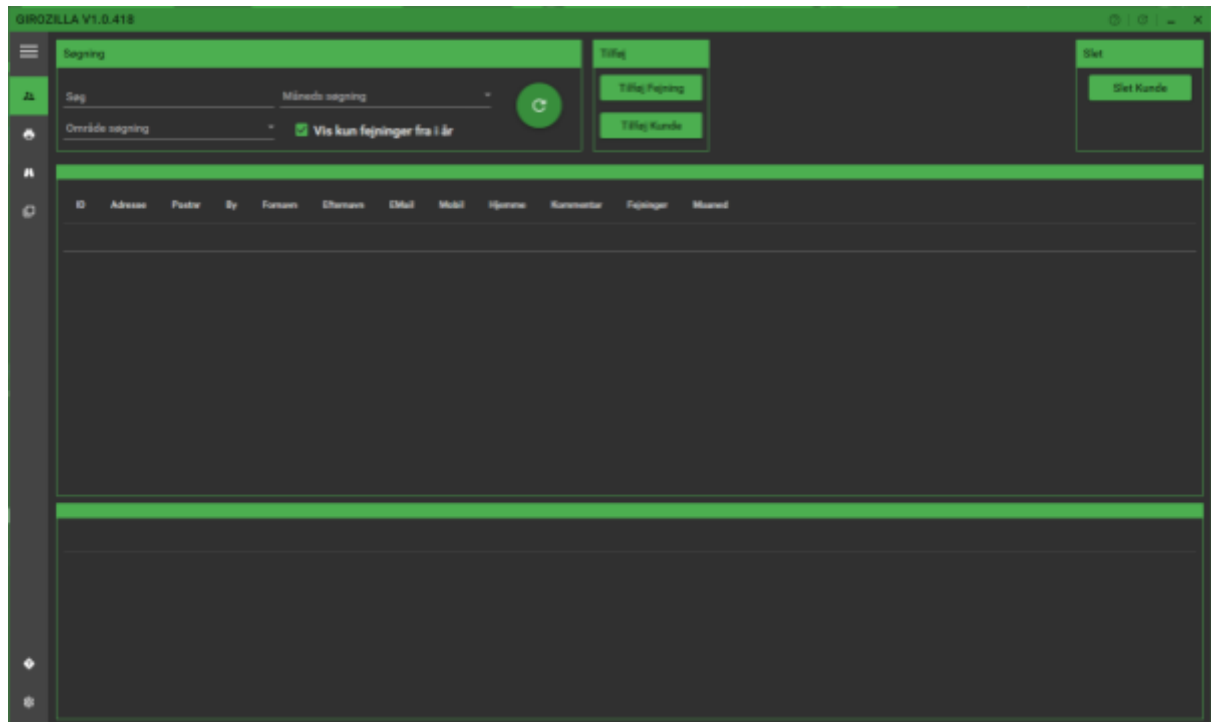 GIROZILLA V1.0.418
Søgning
Søg
Måneds søgning
Område søgning
Vis kun fejninger fra i år
Tilføj
Tilføj Fejning
Tilføj Kunde
Slet
Slet Kunde
ID Adresse Postnr By Fornavn Efternavn EMail Mobil Hjemme Kommentar Fejninger Maaned